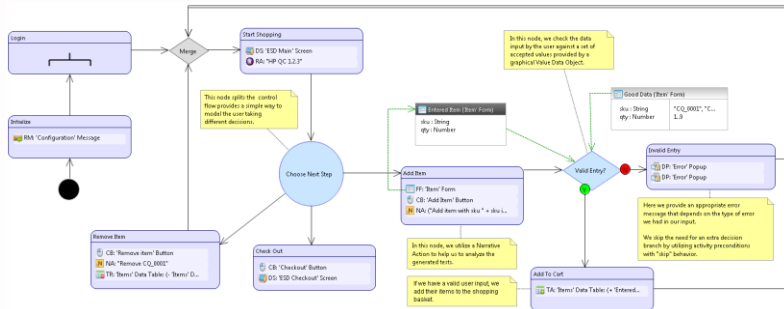 Login
Merge
Start Shopping
DS: 'ESD Main' Screen
RA: "HP QC 1.2.3"
In this node, we check the data
input by the user against a set of
accepted values provided by a
graphical Value Data Object.
This node splits the control
flow provides a simple way to
model the user taking
different decisions.
Entered Item ('Item' Form)
sku : String
qty : Number
Good Data ('Item' Form)
sku : String "CQ_0001", "C...
qty : Number 1..9
Initialize
RM: 'Configuration' Message
Choose Next Step
Add Item
FF: 'Item' Form
CB: 'Add Item' Button
NA: ("Add item with sku " + sku i...
Valid Entry?
Invalid Entry
DP: 'Error' Popup
DP: 'Error' Popup
Here we provide an appropriate error
message that depends on the type of error
we had in our input.
We skip the need for an extra decision
branch by utilizing activity preconditions
with "skip" behavior.
Remove Item
CB: 'Remove item' Button
NA: "Remove CQ_0001"
TR: 'Items' Data Table: (- 'Items' D...
Check Out
CB: 'Checkout' Button
DS: 'ESD Checkout' Screen
In this node, we utilize a Narrative
Action to help us to analyze the
generated tests.
If we have a valid user input, we
add their items to the shopping
basket.
Add To Cart
TA: 'Items' Data Table: (+ 'Entered...